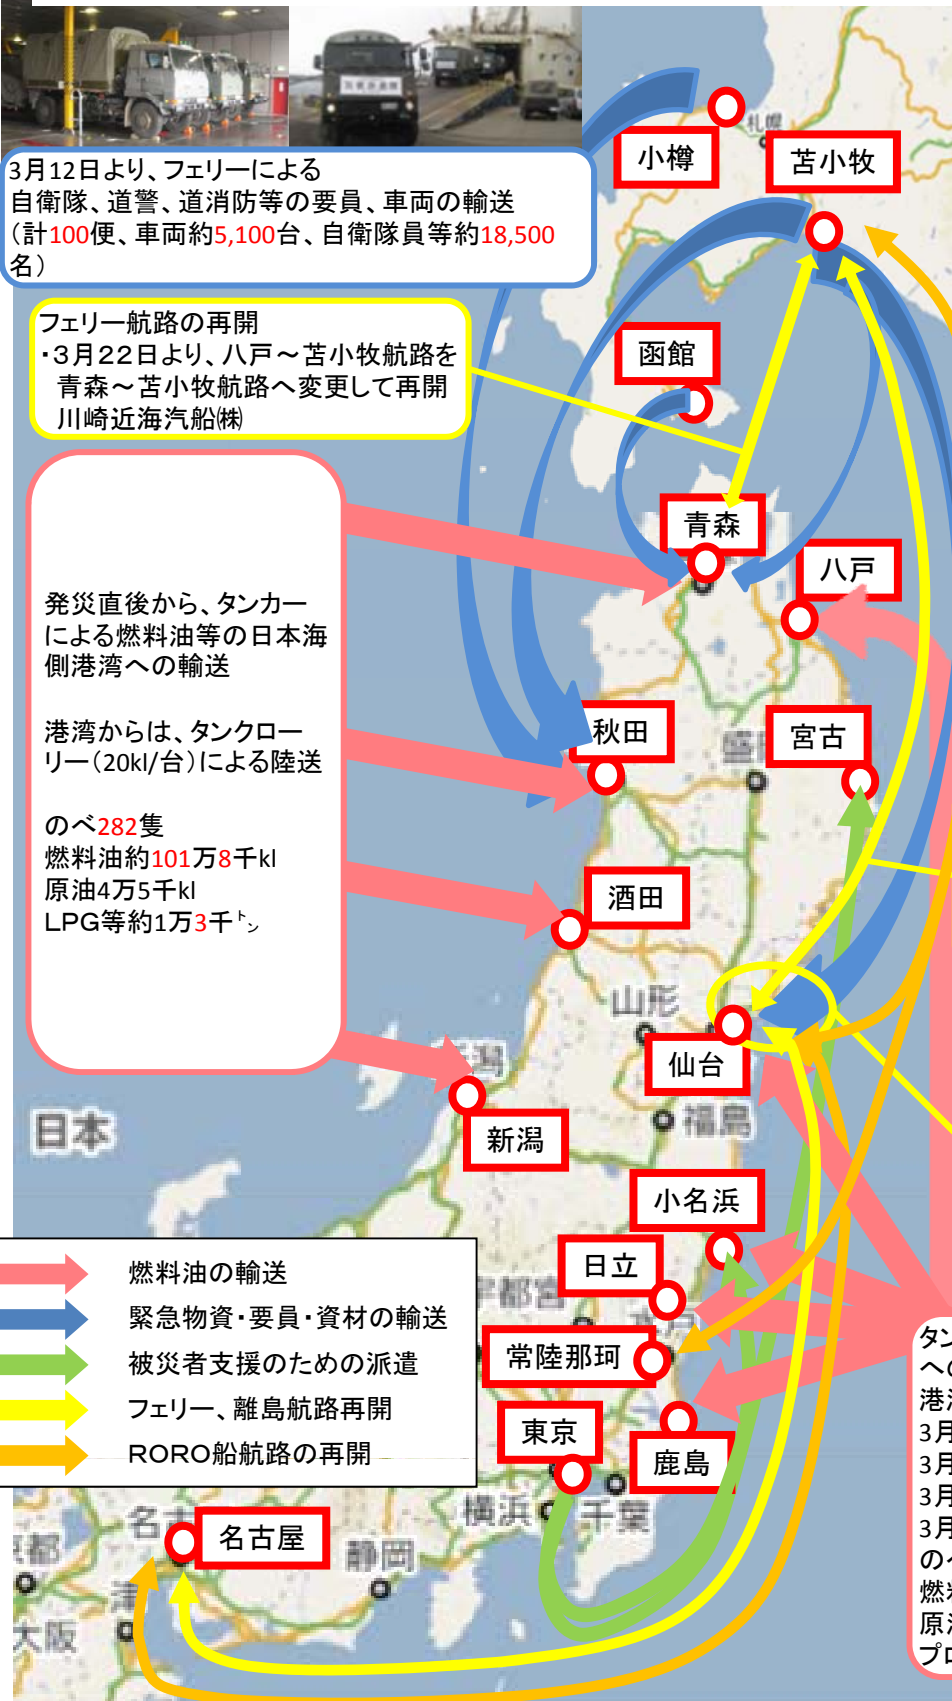 3月12日より、フェリーによる
自衛隊、道警、道消防等の要員、車両の輸送
(計100便、車両約5,100台、自衛隊員等約18,500
名)
フェリー航路の再開
・3月22日より、八戸～苫小牧航路を
青森～苫小牧航路へ変更して再開
川崎近海汽船㈱
発災直後から、タンカー
による燃料油等の日本海
側港湾への輸送
港湾からは、タンクロー
リー(20kl/台)による陸送
のべ282隻
燃料油約101万8千kl
原油4万5千kl
LPG等約1万3千㌧
小樽
札幌
苫小牧
函館
青森
八戸
秋田
宮古
酒田
山形
仙台
福島
新潟
日本
小名浜
日立
常陸那珂
東京
鹿島
横浜
千葉
名古屋
静岡
大阪
燃料油の輸送
緊急物資・要員・資材の輸送
被災者支援のための派遣
フェリー、離島航路再開
RORO船航路の再開
タン
への
3月
3月
3月
3月
のべ